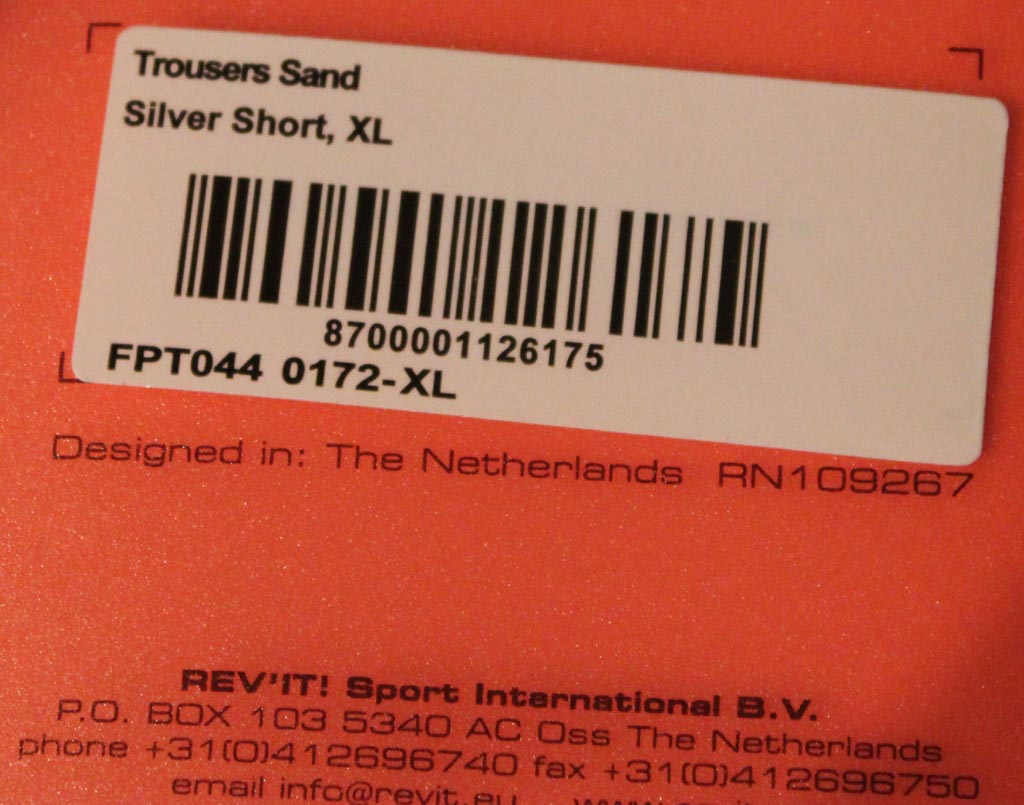 Trousers Sand
Silver Short, XL
8700001126175
FPT044 0172-XL
Designed in: The Netherlands RN109267
REV'IT! Sport International B.V.
P.O. BOX 103 5340 AC Oss The Netherlands
phone +31(0)412696740 fax +31(0)412696750
email info@revit.eu